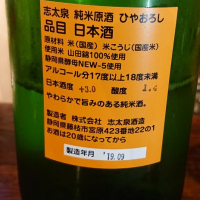 志太泉 純米原酒 ひやおろし
品目 日本酒
原材料 米(国産) 米こうじ(国産米)
使用米 山田錦100%使用
静岡県酵母NEW-5使用
アルコール分17度以上18度未満
日本酒度 +3.0 酸度 1.4
やわらかで旨みのある純米酒。
製造者 株式会社 志太泉酒造
静岡県藤枝市宮原423番地22の1
お酒は20歳になってから
製造年月 '19.09